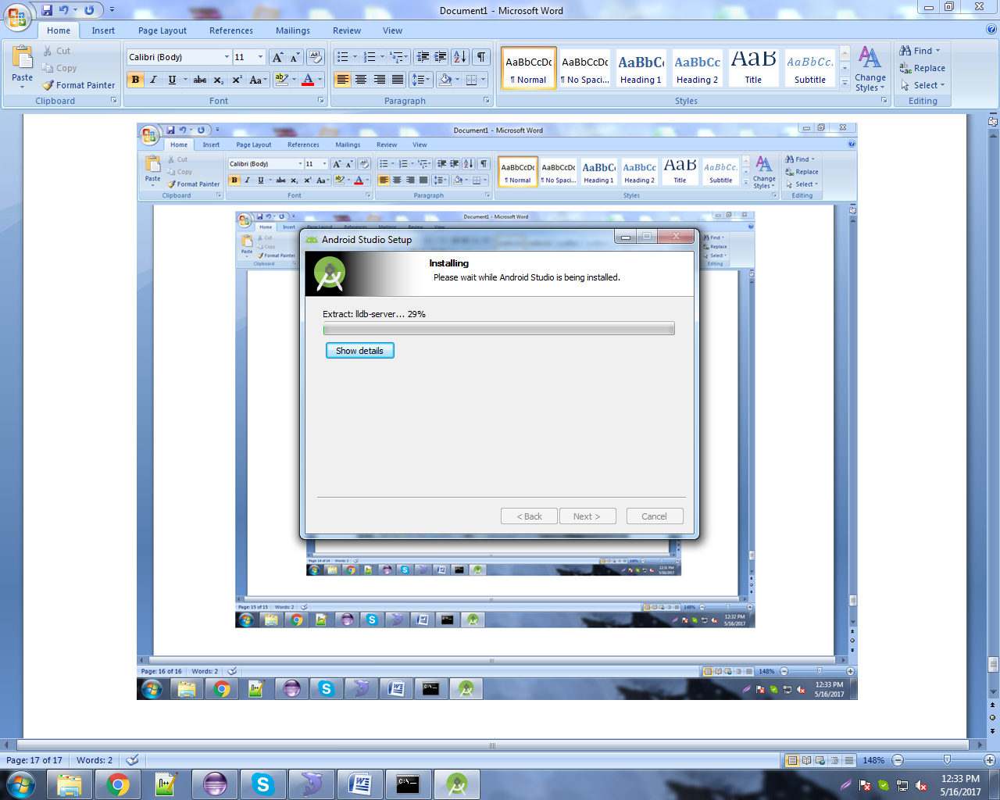 Document1 - Microsoft Word
Home Insert Page Layout References Mailings Review View
Paste
Cut
Copy
Format Painter
Clipboard
Calibri (Body) 11
B I U abc x₂ x² Aa
Font
Paragraph
AaBbCcDc AaBbCcDc AaBbCc AaBbCc AaB AaBbCc.
¶ Normal ¶ No Spaci... Heading 1 Heading 2 Title Subtitle
Change Styles
Styles
Find
Replace
Select
Editing
Document1 - Microsoft Word
Home Insert Page Layout References Mailings Review View
Paste
Cut
Copy
Format Painter
Clipboard
Calibri (Body) 11
B I U abc x₂ x² Aa
Font
Paragraph
AaBbCcDc AaBbCcDc AaBbCc AaBbCc AaB AaBbCc.
¶ Normal ¶ No Spaci... Heading 1 Heading 2 Title Subtitle
Change Styles
Styles
Find
Replace
Select
Editing
Document1 - Microsoft Word
Home Insert
Paste
Cut
Copy
Format Painter
Clipboard
Find
Replace
Select
Editing
Android Studio Setup
Installing
Please wait while Android Studio is being installed.
Extract: lldb-server... 29%
Show details
< Back Next > Cancel
Page: 14 of 14 Words: 2 148%
12:31 PM
5/16/2017
Page: 15 of 15 Words: 2 148%
12:32 PM
5/16/2017
Page: 16 of 16 Words: 2 148%
12:33 PM
5/16/2017
Page: 17 of 17 Words: 2 148%
12:33 PM
5/16/2017